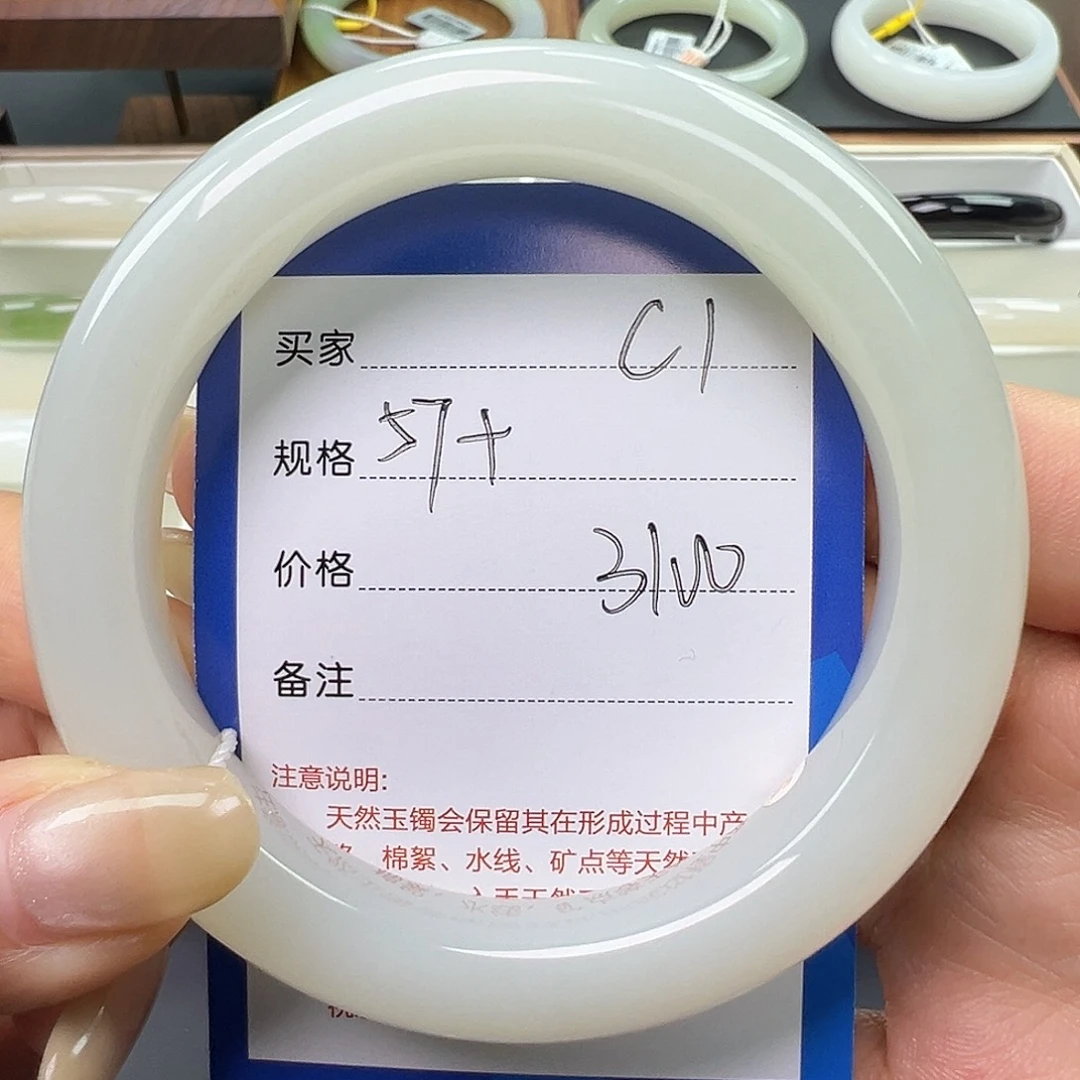 买家 C1
规格 57+
价格 3100
备注
注意说明:
天然玉镯会保留其在形成过程中产
棉絮、水线、矿点等天然